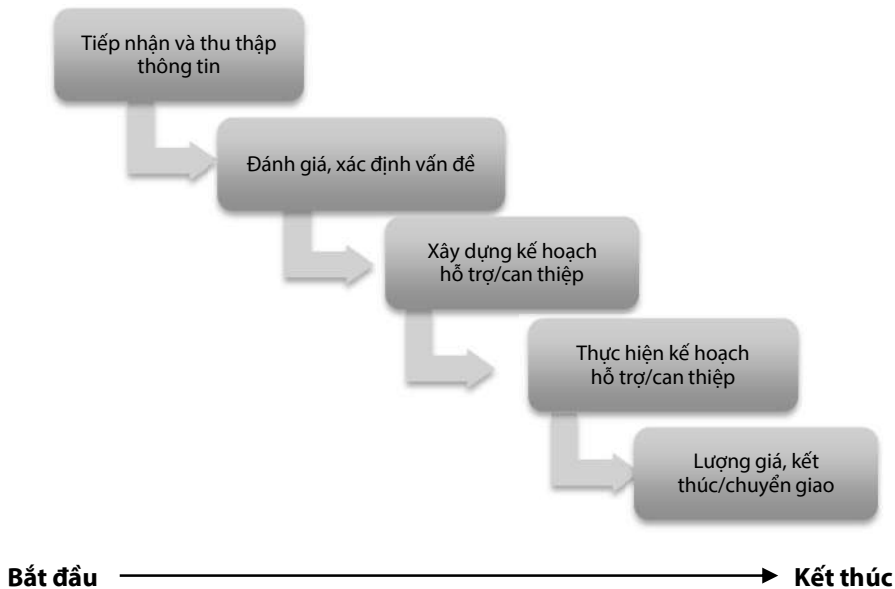 Tiếp nhận và thu thập
thông tin
Đánh giá, xác định vấn đề
Xây dựng kế hoạch
hỗ trợ/can thiệp
Thực hiện kế hoạch
hỗ trợ/can thiệp
Lượng giá, kết
thúc/chuyển giao
Bắt đầu
Kết thúc